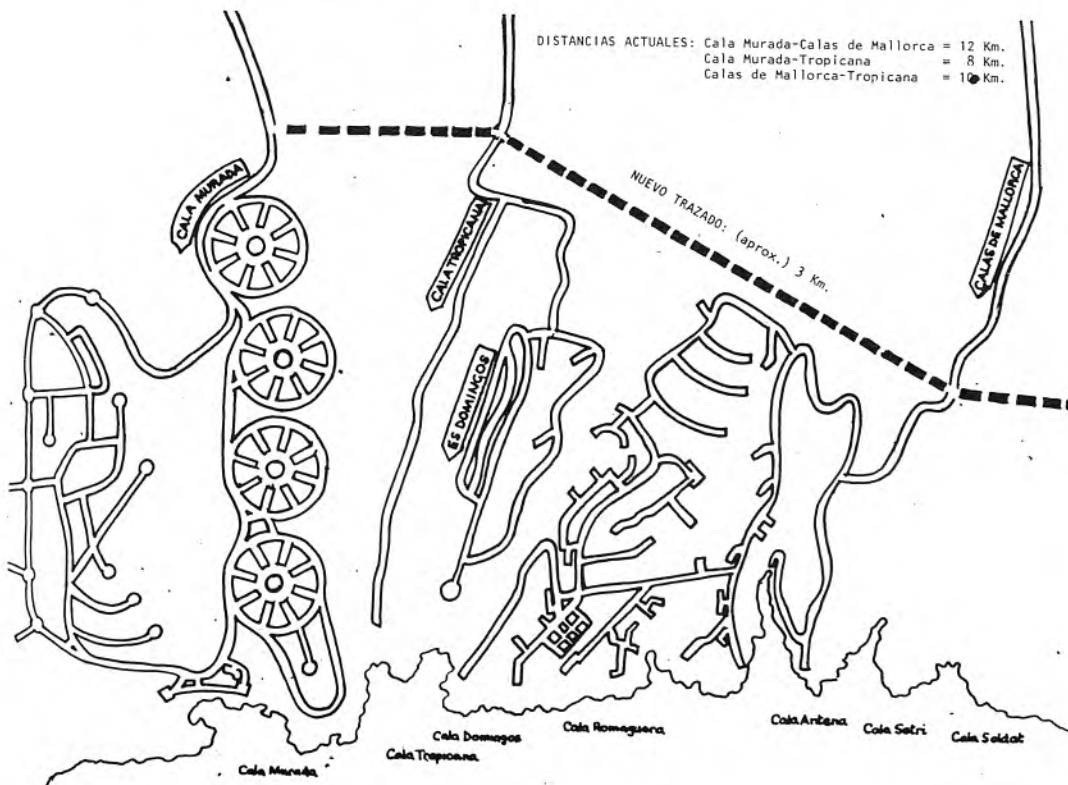 DISTANCIAS ACTUALES: Cala Murada-Calas de Mallorca = 12 Km.
Cala Murada-Tropicana = 8 Km.
Calas de Mallorca-Tropicana = 10 Km.
CALA MURADA
CALA TROPICANA
NUEVO TRAZADO: (aprox.) 3 Km.
CALAS DE MALLORCA
ES DOMINGOS
Cala Murada
Cala Tropicana
Cala Domingos
Cala Romaguera
Cala Antena
Cala Setri
Cala Soldat